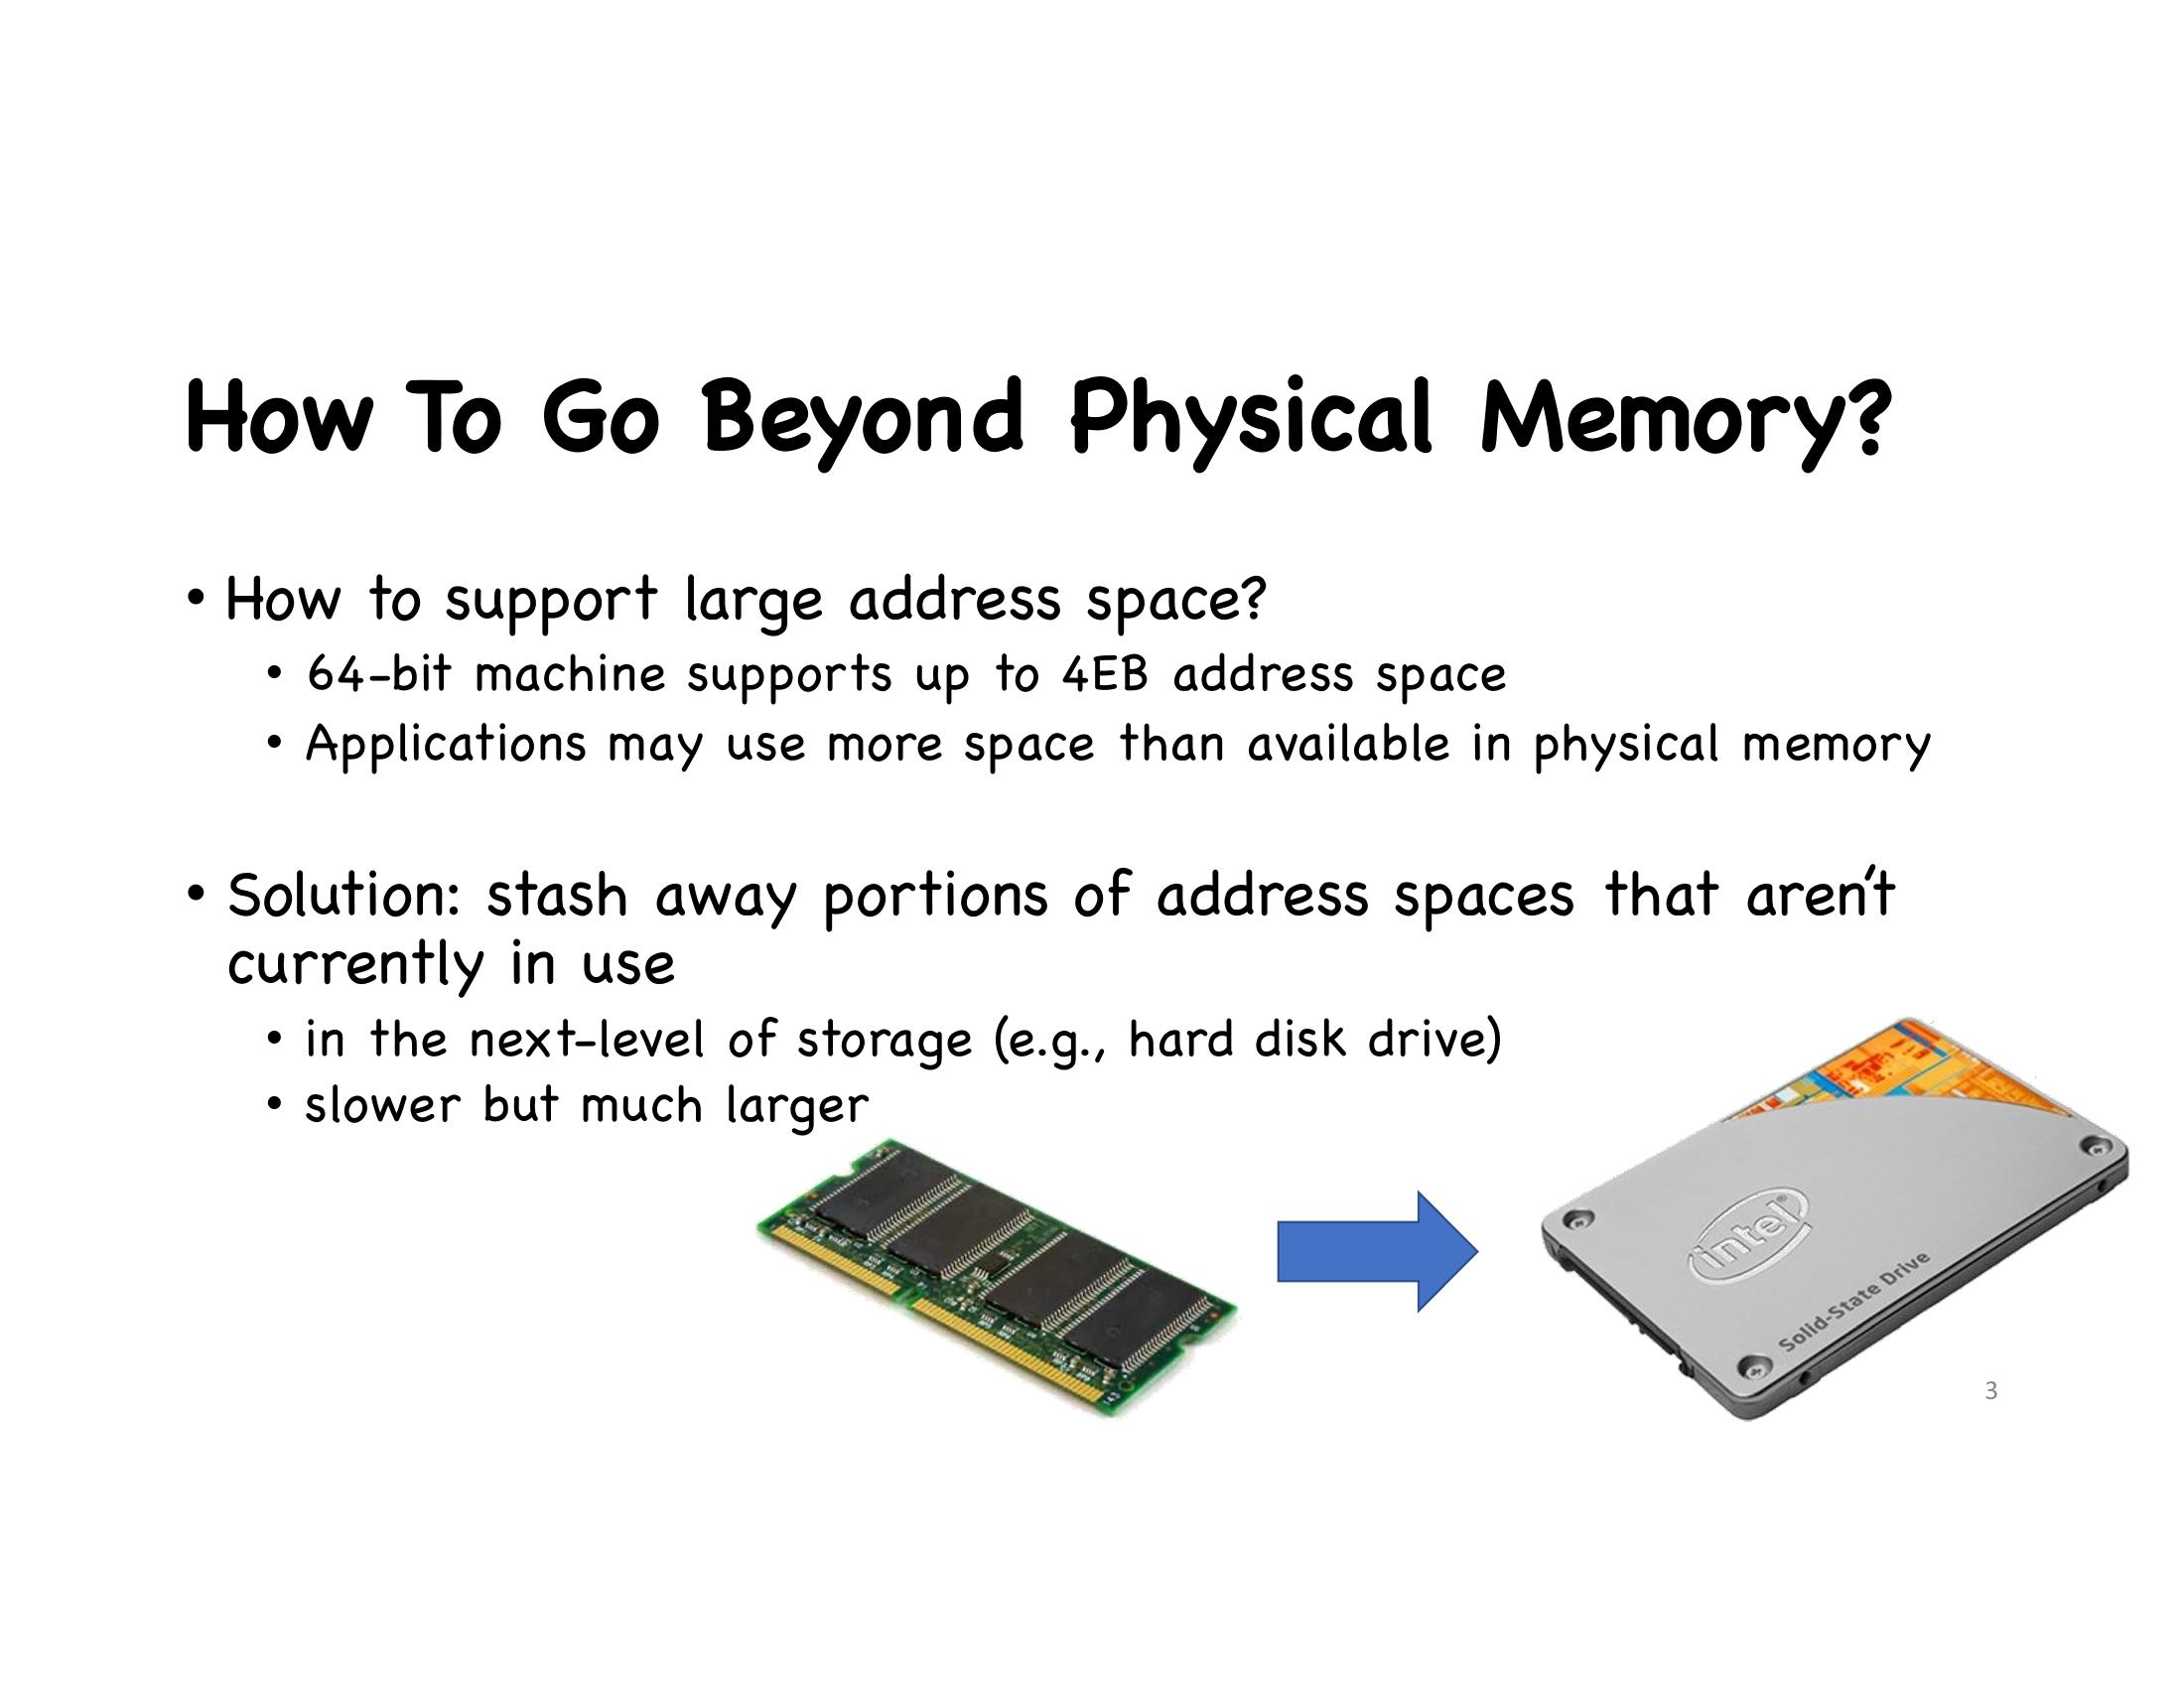 How To Go Beyond Physical Memory?
• How to support large address space?
• 64-bit machine supports up to 4EB address space
• Applications may use more space than available in physical memory
• Solution: stash away portions of address spaces that aren't
currently in use
• in the next-level of storage (e.g., hard disk drive)
• slower but much larger
intel®
Solid-State Drive
3